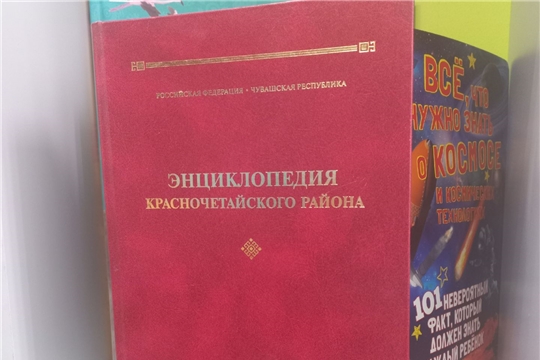 РОССИЙСКАЯ ФЕДЕРАЦИЯ • ЧУВАШСКАЯ РЕСПУБЛИКА
ЭНЦИКЛОПЕДИЯ
КРАСНОЧЕТАЙСКОГО РАЙОНА
ВСЁ, ЧТО
НУЖНО ЗНАТЬ
О КОСМОСЕ
И КОСМИЧЕСКИХ
ТЕХНОЛОГИЯХ
101 НЕВЕРОЯТНЫЙ
ФАКТ, КОТОРЫЙ
ДОЛЖЕН ЗНАТЬ
КАЖДЫЙ РЕБЁНОК